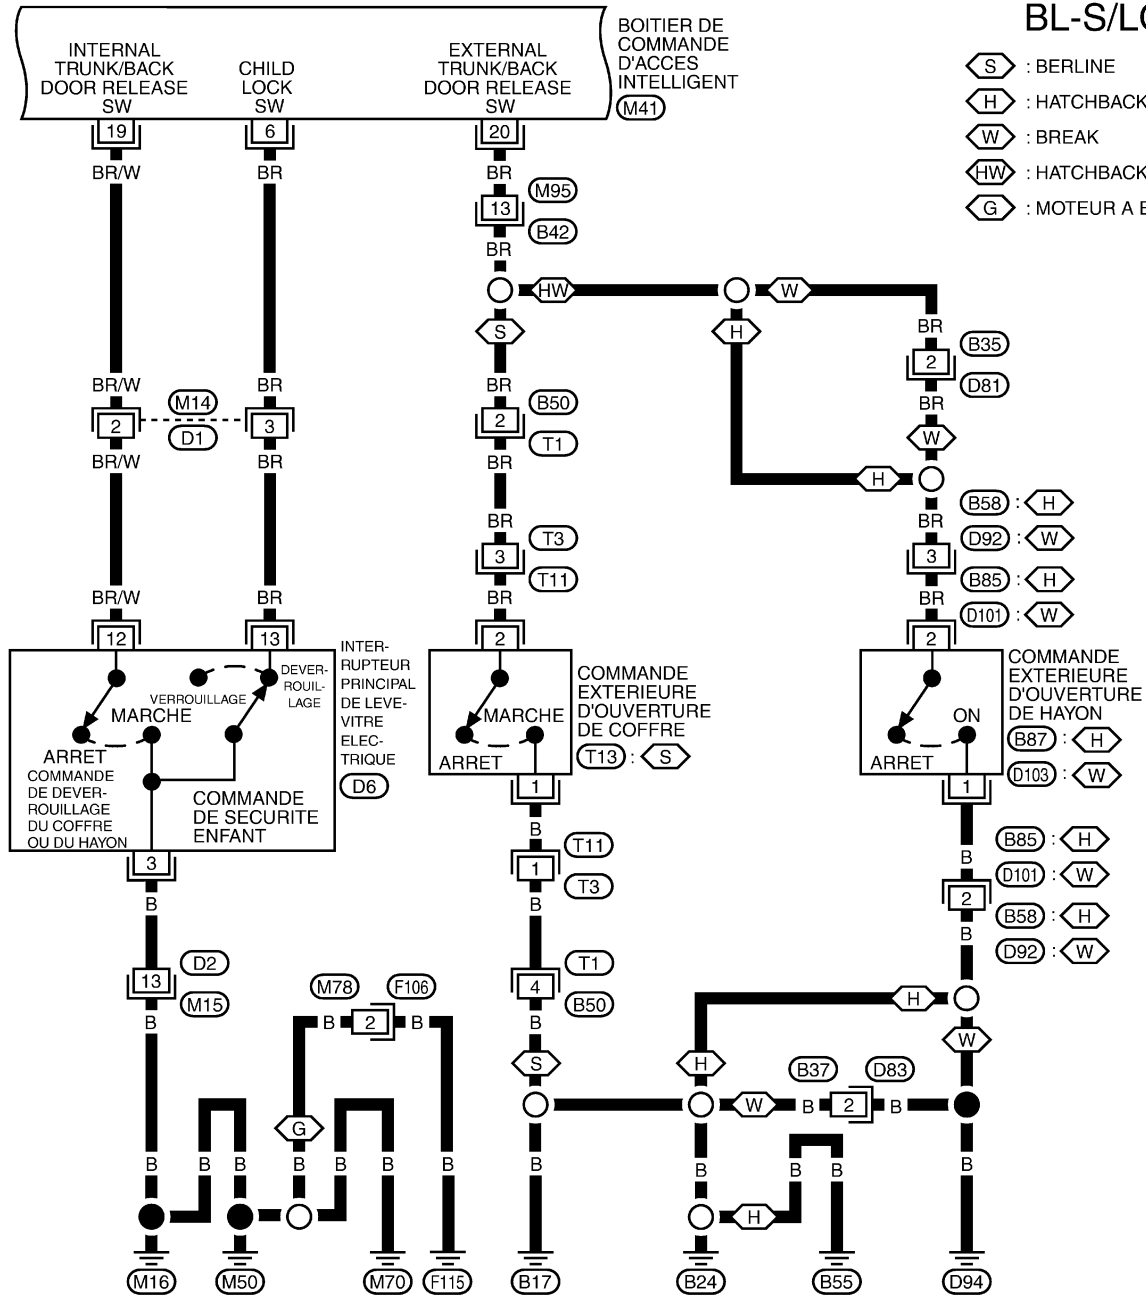 BL-S/L
INTERNAL
TRUNK/BACK
DOOR RELEASE
SW
CHILD
LOCK
SW
EXTERNAL
TRUNK/BACK
DOOR RELEASE
SW
BOITIER DE
COMMANDE
D'ACCES
INTELLIGENT
M41
S : BERLINE
H : HATCHBACK
W : BREAK
HW : HATCHBACK
G : MOTEUR A
19
6
20
BR/W
BR
BR
M95
13
B42
BR
HW
W
S
H
BR
B35
2
D81
BR/W
BR
BR
BR
M14
B50
2
3
2
D1
T1
W
BR/W
BR
BR
H
B58 : H
BR
BR
T3
D92 : W
3
3
T11
B85 : H
BR/W
BR
BR
BR
D101 : W
12
13
2
2
INTER-
RUPTEUR
PRINCIPAL
DE LEVE-
VITRE
ELEC-
TRIQUE
D6
DEVER-
ROUIL-
LAGE
VERROUILLAGE
MARCHE
ARRET
COMMANDE
DE DEVER-
ROUILLAGE
DU COFFRE
OU DU HAYON
COMMANDE
DE SECURITE
ENFANT
MARCHE
ARRET
COMMANDE
EXTERIEURE
D'OUVERTURE
DE COFFRE
T13 : S
ON
ARRET
COMMANDE
EXTERIEURE
D'OUVERTURE
DE HAYON
B87 : H
D103 : W
3
1
1
B
B
B
T11
1
T3
B85 : H
D101 : W
2
B58 : H
D92 : W
B
B
D2
13
M15
B
T1
4
B50
B
M78
F106
B
2
B
H
W
S
H
B37
D83
W
B
2
B
G
B
B
B
B
B
B
B
B
B
B
B
B
H
M16
M50
M70
F115
B17
B24
B55
D94